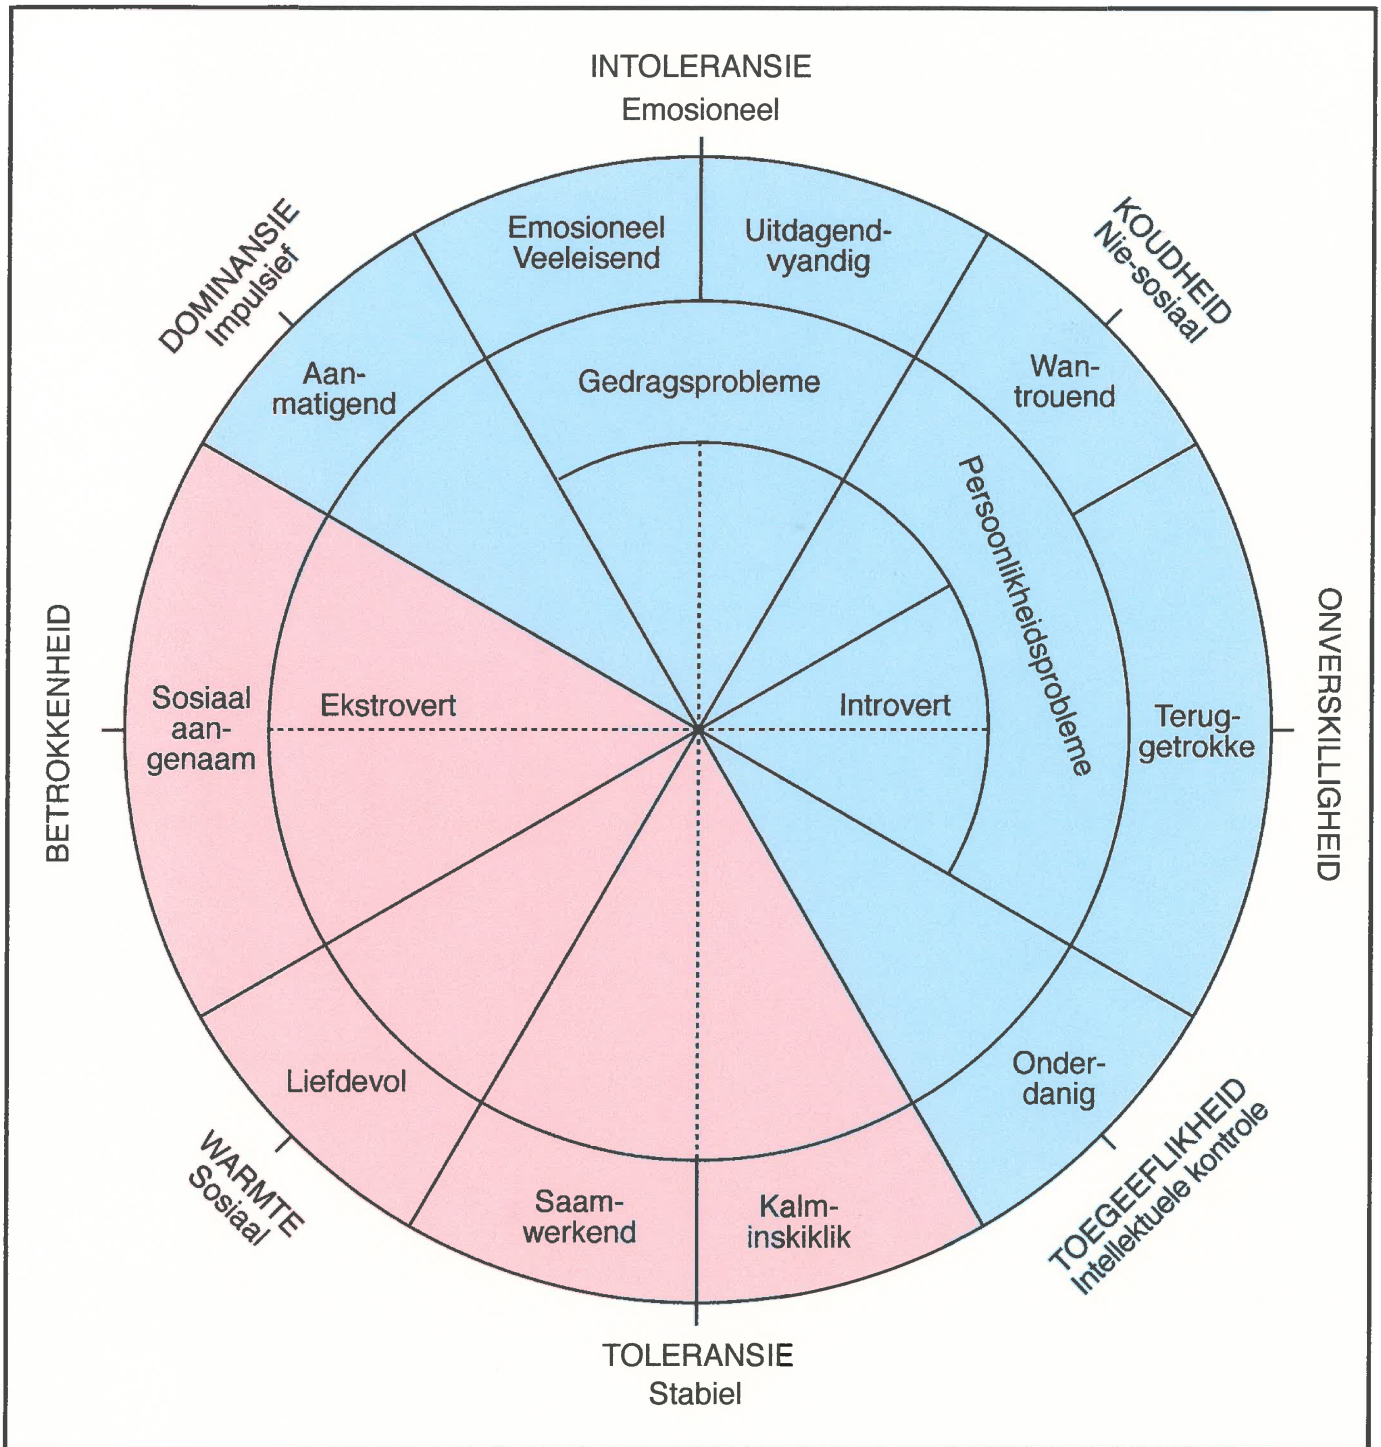 INTOLERANSIE
Emosioneel
DOMINANSIE
Impulsief
KOUDHEID
Nie-sosiaal
Emosioneel
Veeleisend
Uitdagend-
vyandig
Aan-
matigend
Gedragsprobleme
Wan-
trouend
Persoonlikheidsprobleme
BETROKKENHEID
Sosiaal
aan-
genaam
Ekstrovert
Introvert
Terug-
getrokke
ONVERSKILLIGHEID
Liefdevol
Onder-
danig
WARMTE
Sosiaal
Saam-
werkend
Kalm-
inskiklik
TOEGEEFLIKHEID
Intellektuele kontrole
TOLERANSIE
Stabiel